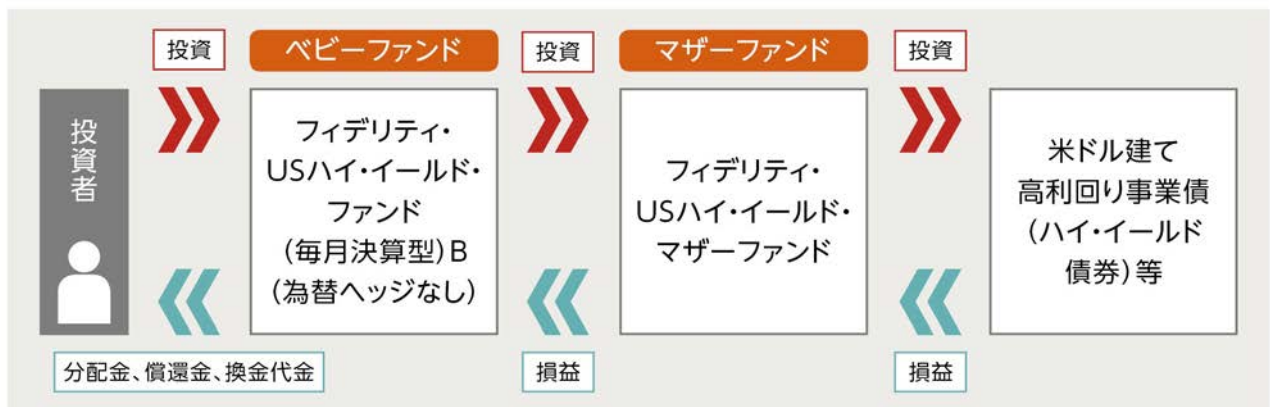 投資
ベビーファンド
投資
マザーファンド
投資
投資者
フィデリティ・
USハイ・イールド・
ファンド
(毎月決算型)B
(為替ヘッジなし)
フィデリティ・
USハイ・イールド・
マザーファンド
米ドル建て
高利回り事業債
(ハイ・イールド
債券)等
分配金、償還金、換金代金
損益
損益